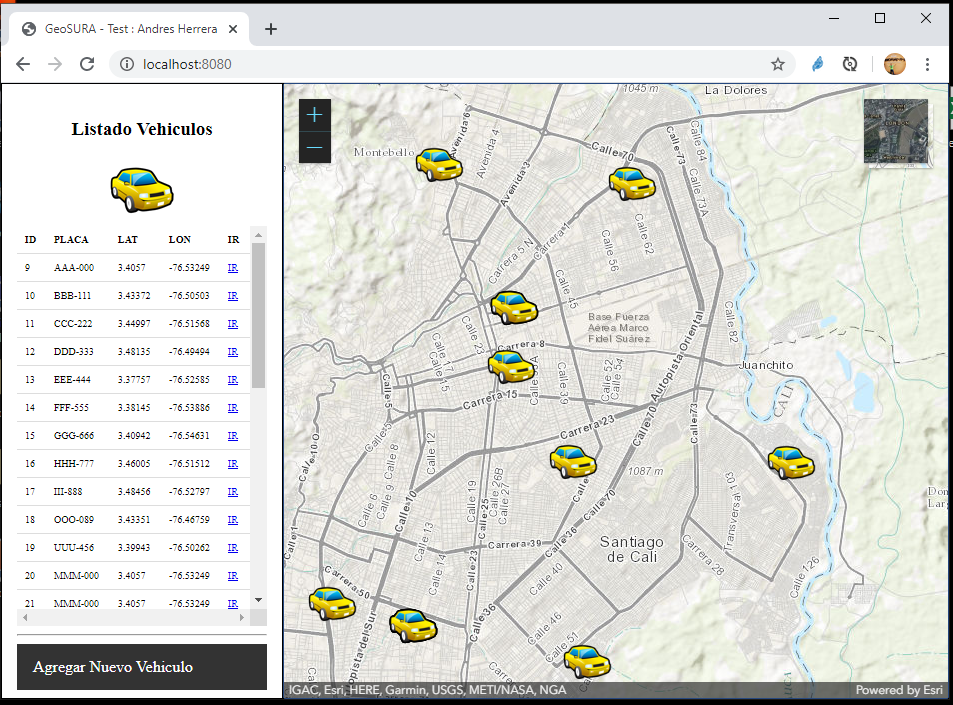 GeoSURA - Test : Andres Herrera
localhost:8080
Listado Vehiculos
ID PLACA LAT LON IR
9 AAA-000 3.4057 -76.53249 IR
10 BBB-111 3.43372 -76.50503 IR
11 CCC-222 3.44997 -76.51568 IR
12 DDD-333 3.48135 -76.49494 IR
13 EEE-444 3.37757 -76.52585 IR
14 FFF-555 3.38145 -76.53886 IR
15 GGG-666 3.40942 -76.54631 IR
16 HHH-777 3.46005 -76.51512 IR
17 III-888 3.48456 -76.52797 IR
18 OOO-089 3.43351 -76.46759 IR
19 UUU-456 3.39943 -76.50262 IR
20 MMM-000 3.4057 -76.53249 IR
21 MMM-000 3.4057 -76.53249 IR
Agregar Nuevo Vehiculo
+
1045 m
La Dolores
Avenida 6
Avenida 4
Montebello
Avenida 3
Calle 70
Calle 73
Calle 84
Calle 73A
Calle 62
Calle 56
Carrera 1
Carrera 5 N
Calle 45
Base Fuerza
Aérea Marco
Fidel Suárez
Calle 82
Calle 23
Calle 17
Calle 15
Carrera 8
Autopista Oriental
Juanchito
CALI
Calle 5
Calle 39
Calle 52
Calle 54
Carrera 15
Carrera 23
Calle 70
Calle 73
Calle 5
Calle 12
Calle 10 O
Calle 8
Calle 9
Calle 6
Calle 10
Calle 19
Calle 25
Calle 26B
Calle 27
1087 m
Calle 70
Transversal 103
Calle 1
Calle 13
Calle 14
Carrera 39
Calle 36
Santiago
de Cali
Carrera 28
Calle 126
Calle 23
Calle 40
Carrera 50
Calle 36
Calle 46
Calle 51
IGAC, Esri, HERE, Garmin, USGS, METI/NASA, NGA
Powered by Esri